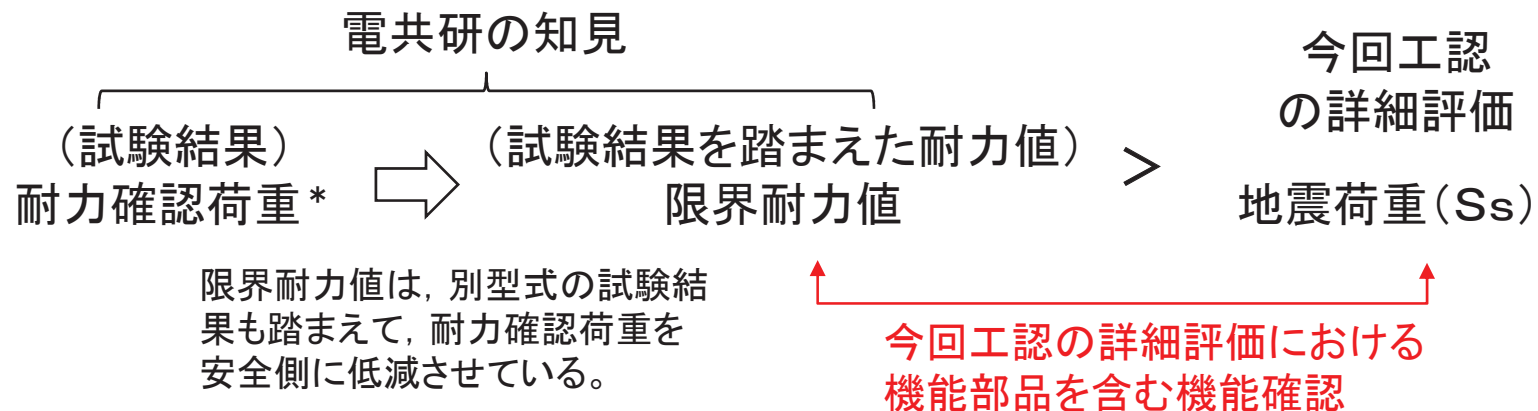 電共研の知見
今回工認
の詳細評価
(試験結果)
耐力確認荷重*
(試験結果を踏まえた耐力値)
限界耐力値
>
地震荷重(Ss)
限界耐力値は，別型式の試験結
果も踏まえて，耐力確認荷重を
安全側に低減させている。
今回工認の詳細評価における
機能部品を含む機能確認